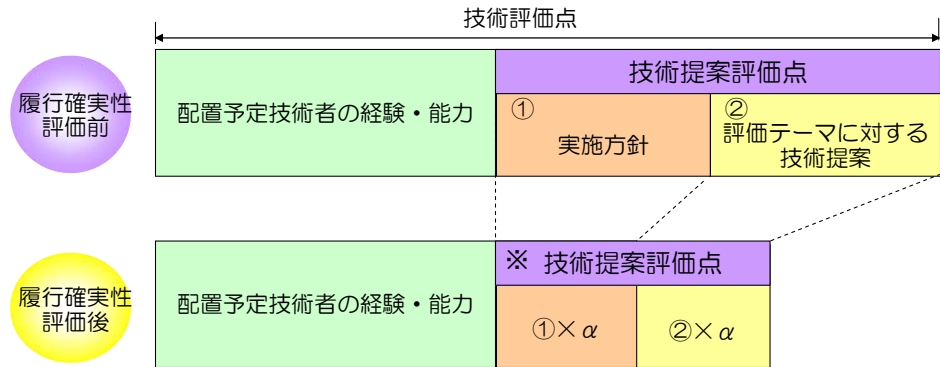 技術評価点
履行確実性
評価前
配置予定技術者の経験・能力
技術提案評価点
①
実施方針
②
評価テーマに対する
技術提案
履行確実性
評価後
配置予定技術者の経験・能力
※ 技術提案評価点
①×α
②×α